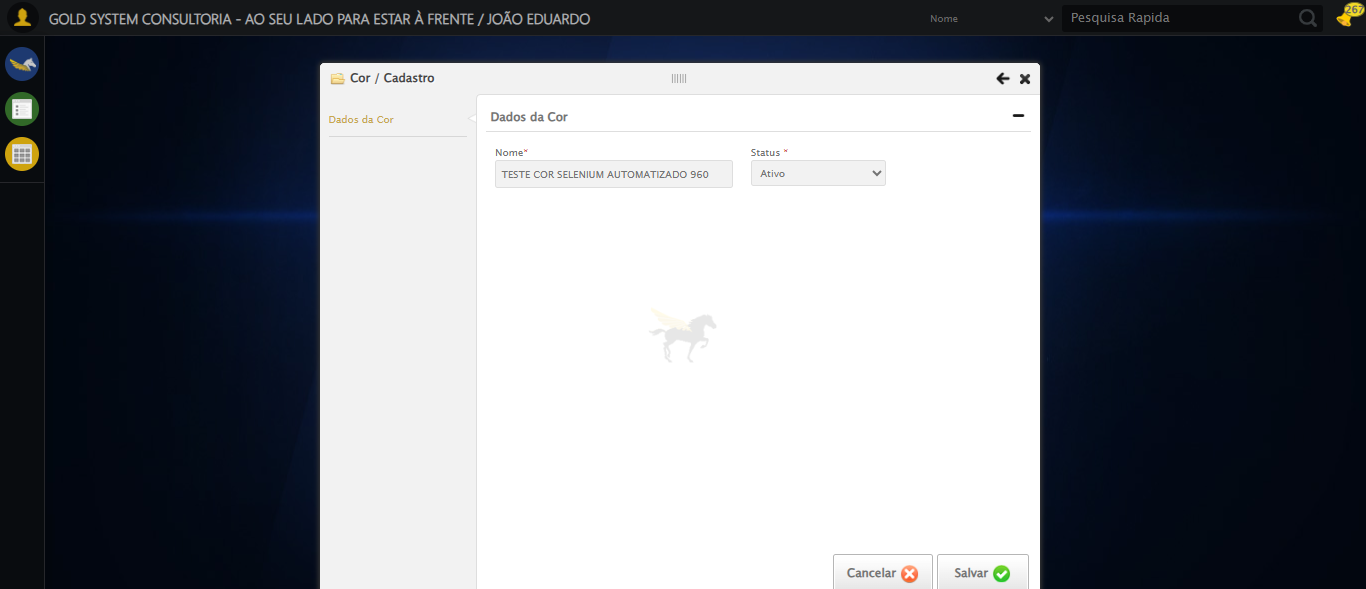 GOLD SYSTEM CONSULTORIA - AO SEU LADO PARA ESTAR À FRENTE / JOÃO EDUARDO
Nome
Pesquisa Rapida
267
Cor / Cadastro
Dados da Cor
Dados da Cor
Nome*
Status *
TESTE COR SELENIUM AUTOMATIZADO 960
Ativo
Cancelar
Salvar